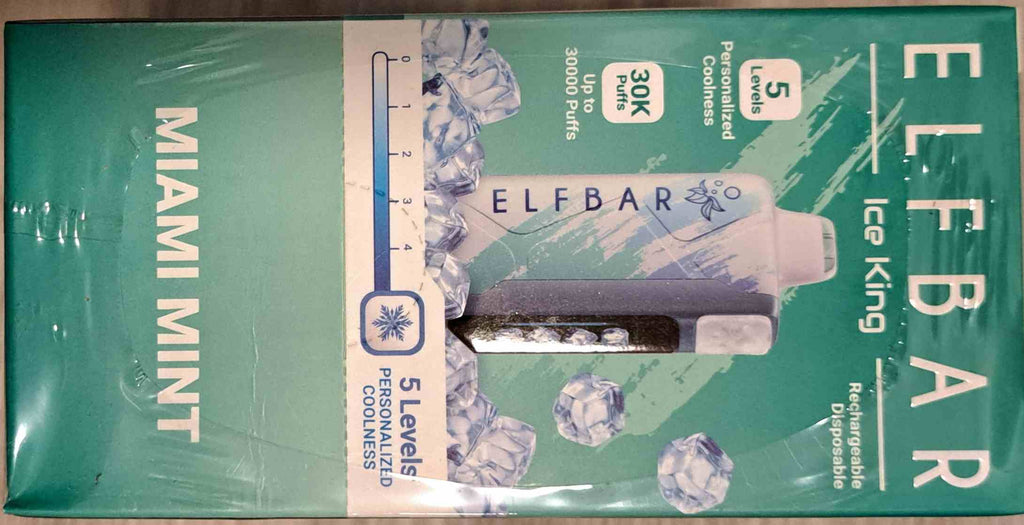 ELFBAR
Ice King
Rechargeable
Disposable
5
Levels
Personalized
Coolness
30K
Puffs
Up to
30000 Puffs
ELFBAR
0
1
2
3
4
5 Levels
PERSONALIZED
COOLNESS
MIAMI MINT